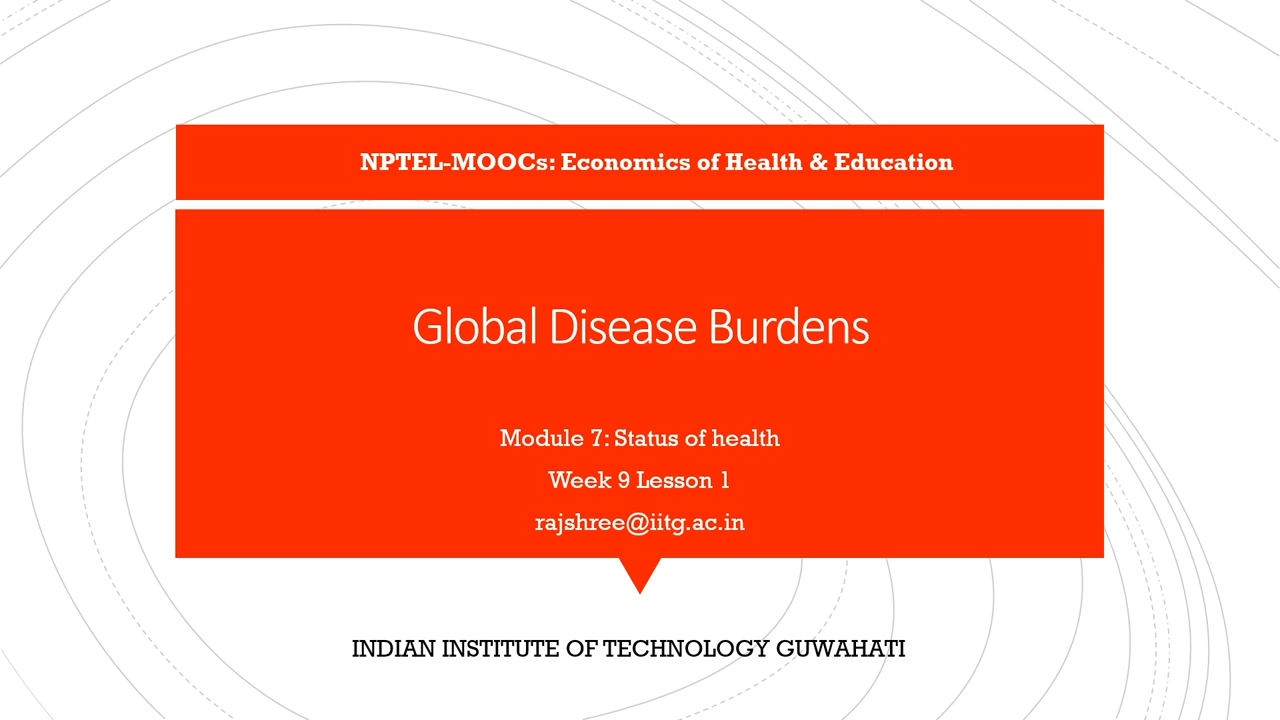 NPTEL-MOOCs: Economics of Health & Education
Global Disease Burdens
Module 7: Status of health
Week 9 Lesson 1
rajshree@iitg.ac.in
INDIAN INSTITUTE OF TECHNOLOGY GUWAHATI